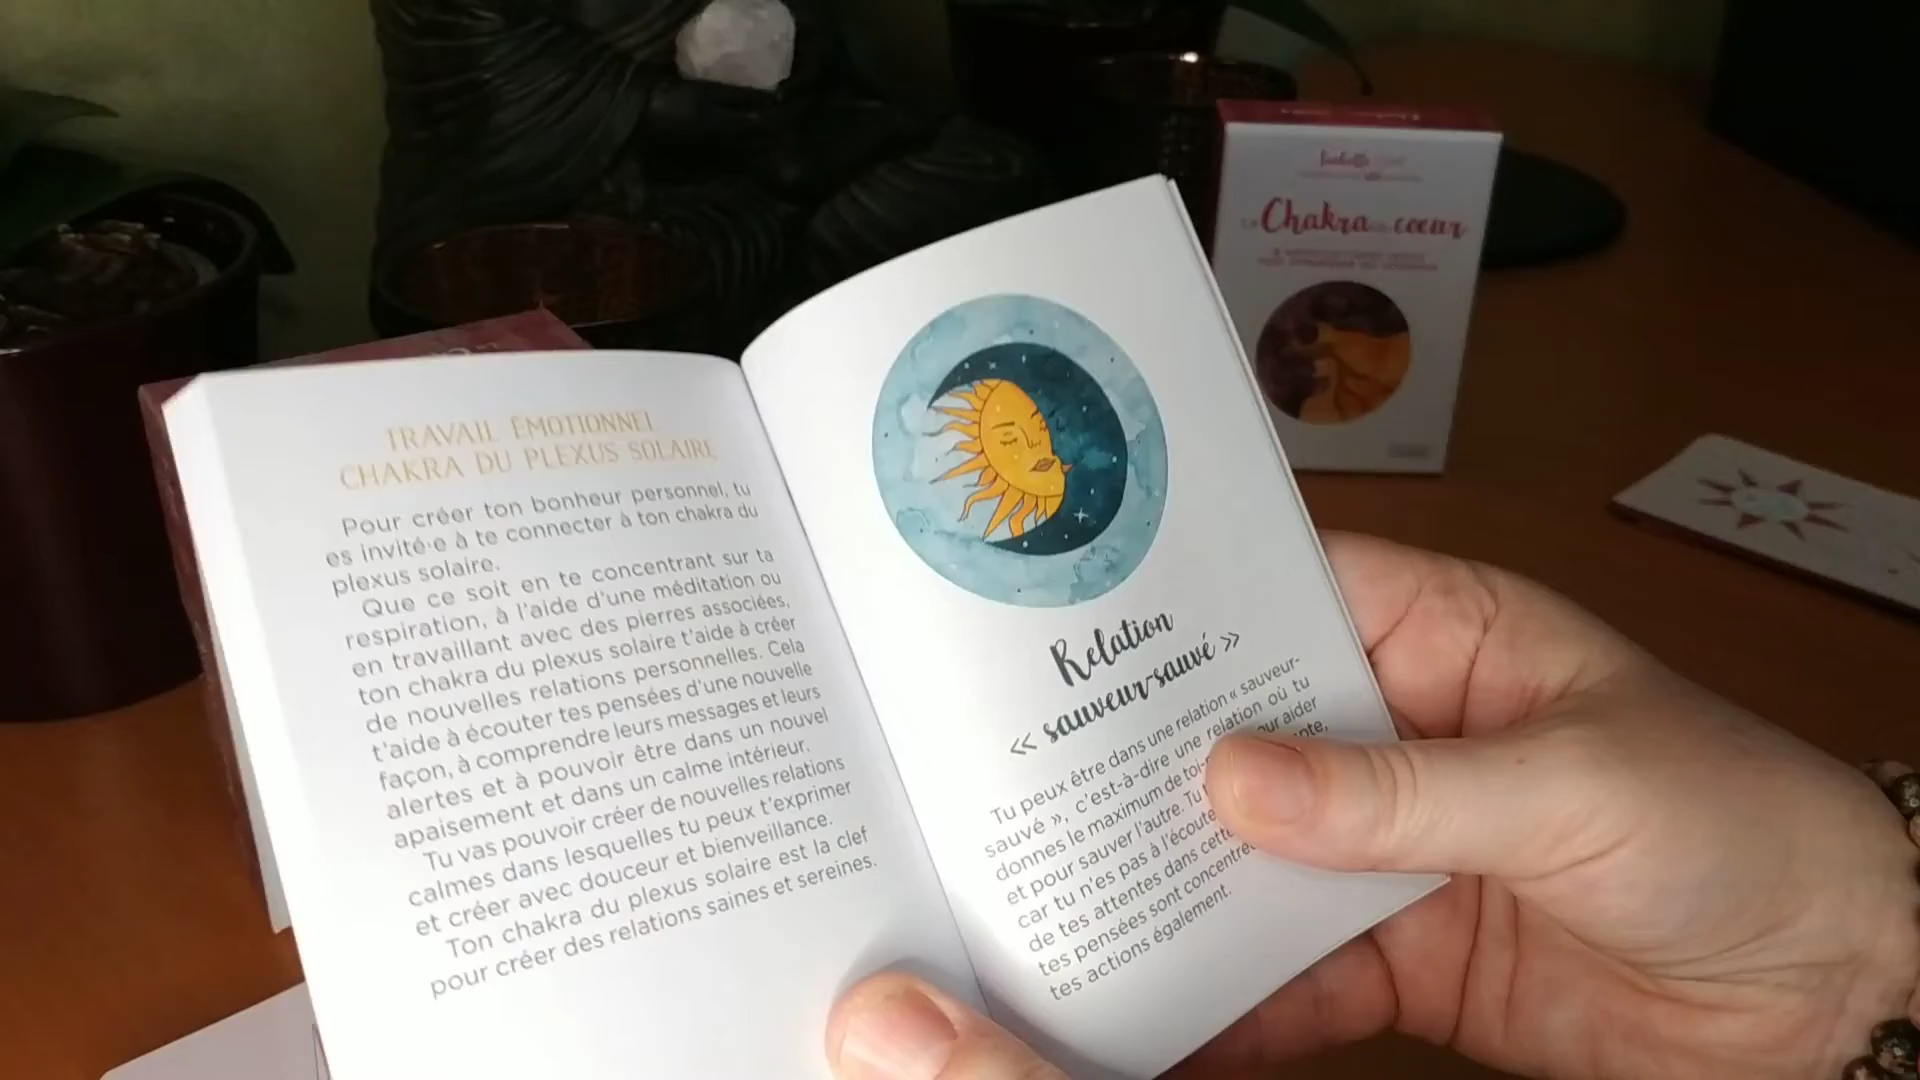 TRAVAIL ÉMOTIONNEL
CHAKRA DU PLEXUS SOLAIRE
Pour créer ton bonheur personnel, tu
es invité·e à te connecter à ton chakra du
plexus solaire.
Que ce soit en te concentrant sur ta
respiration, à l'aide d'une méditation ou
en travaillant avec des pierres associées,
ton chakra du plexus solaire t'aide à créer
de nouvelles relations personnelles. Cela
t'aide à écouter tes pensées d'une nouvelle
façon, à comprendre leurs messages et leurs
alertes et à pouvoir être dans un nouvel
apaisement et dans un calme intérieur.
Tu vas pouvoir créer de nouvelles relations
calmes dans lesquelles tu peux t'exprimer
et créer avec douceur et bienveillance.
Ton chakra du plexus solaire est la clef
pour créer des relations saines et sereines.
Relation
« sauveur-sauvé »
Tu peux être dans une relation « sauveur-
sauvé », c'est-à-dire une relation où tu
donnes le maximum de toi- pour aider
et pour sauver l'autre. Tu
car tu n'es pas à l'écoute
de tes attentes dans cette
tes pensées sont concentrées
tes actions également.
Chakra coeur